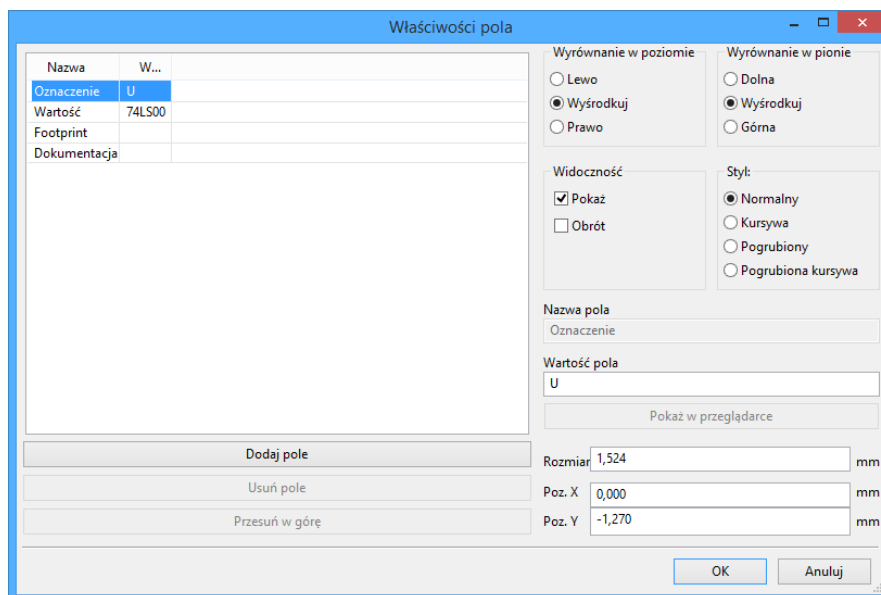 Właściwości pola
Nazwa W...
Oznaczenie U
Wartość 74LS00
Footprint
Dokumentacja
Dodaj pole
Usuń pole
Przesuń w górę
Wyrównanie w poziomie
Lewo
Wyśrodkuj
Prawo
Wyrównanie w pionie
Dolna
Wyśrodkuj
Górna
Widoczność
Pokaż
Obrót
Styl:
Normalny
Kursywa
Pogrubiony
Pogrubiona kursywa
Nazwa pola
Oznaczenie
Wartość pola
U
Pokaż w przeglądarce
Rozmiar 1,524 mm
Poz. X 0,000 mm
Poz. Y -1,270 mm
OK Anuluj